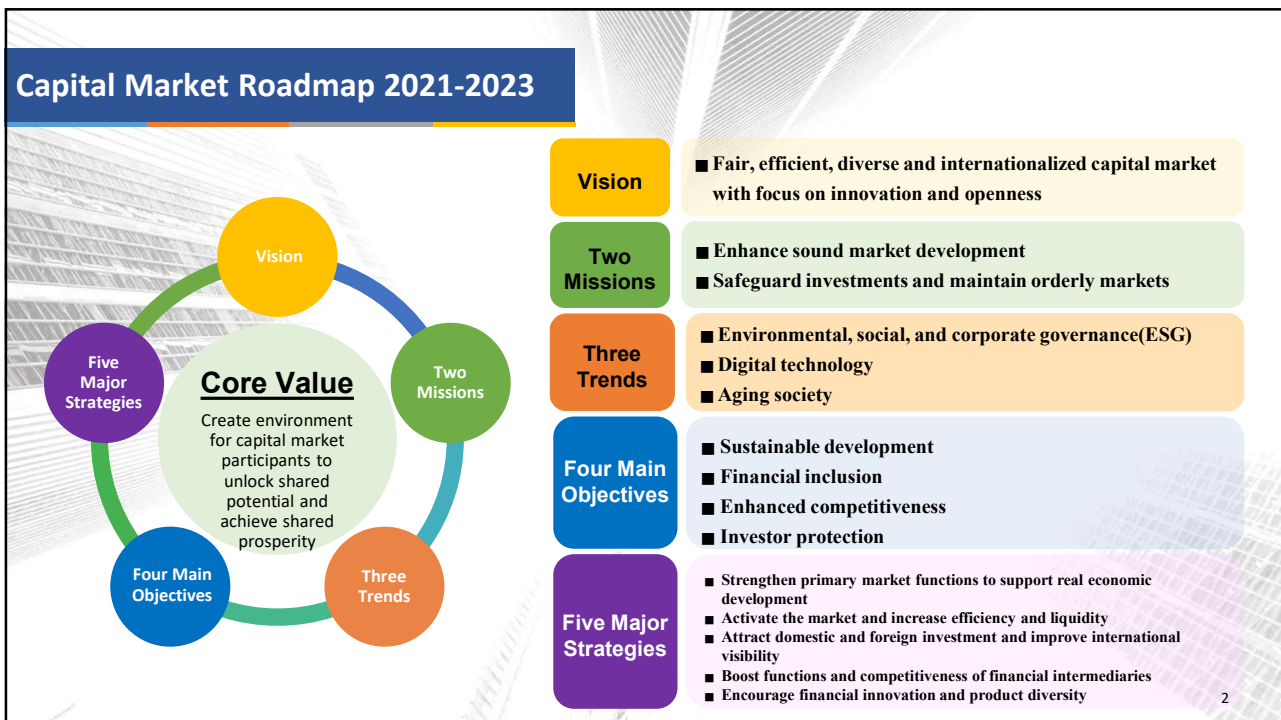 Capital Market Roadmap 2021-2023
Vision
Two
Missions
Three
Trends
Four Main
Objectives
Five
Major
Strategies
Core Value
Create environment
for capital market
participants to
unlock shared
potential and
achieve shared
prosperity
Vision
■ Fair, efficient, diverse and internationalized capital market
with focus on innovation and openness
Two
Missions
■ Enhance sound market development
■ Safeguard investments and maintain orderly markets
Three
Trends
■ Environmental, social, and corporate governance(ESG)
■ Digital technology
■ Aging society
Four Main
Objectives
■ Sustainable development
■ Financial inclusion
■ Enhanced competitiveness
■ Investor protection
Five Major
Strategies
■ Strengthen primary market functions to support real economic
development
■ Activate the market and increase efficiency and liquidity
■ Attract domestic and foreign investment and improve international
visibility
■ Boost functions and competitiveness of financial intermediaries
■ Encourage financial innovation and product diversity
2